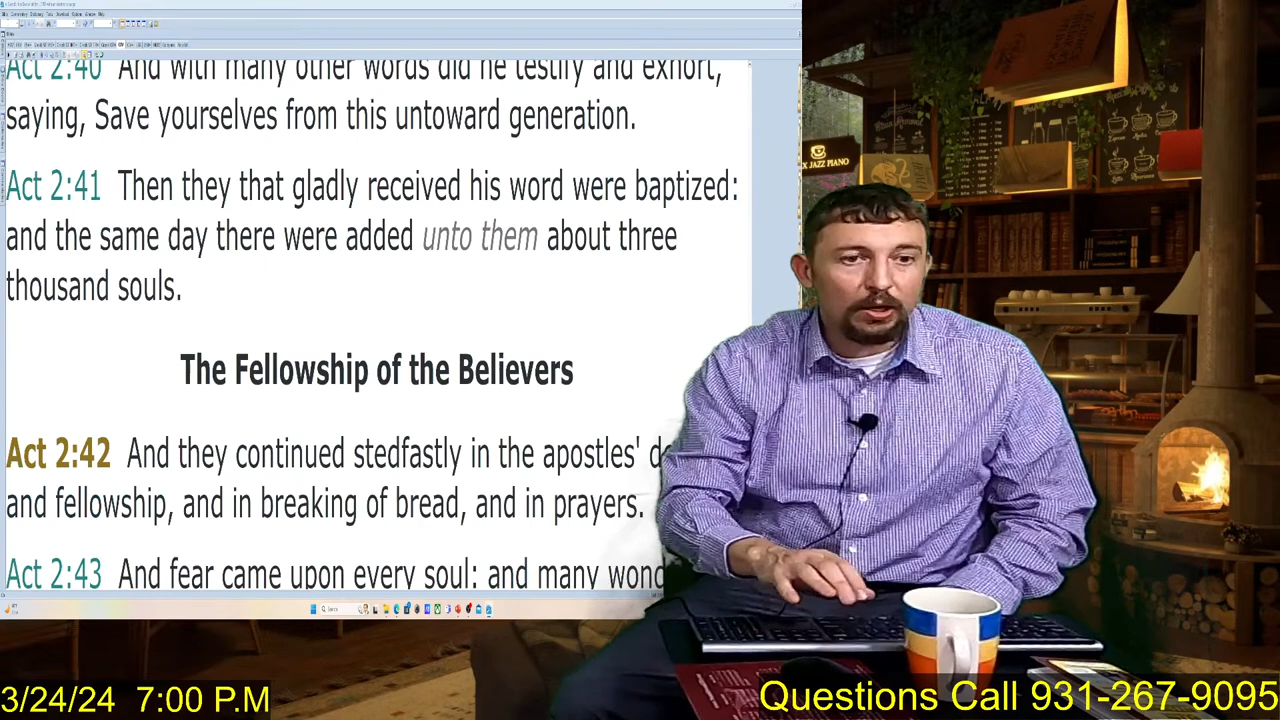 Act 2:40 And with many other words did he testify and exhort,
saying, Save yourselves from this untoward generation.
Act 2:41 Then they that gladly received his word were baptized:
and the same day there were added unto them about three
thousand souls.
The Fellowship of the Believers
Act 2:42 And they continued stedfastly in the apostles'
and fellowship, and in breaking of bread, and in prayers.
Act 2:43 And fear came upon every soul: and many
JAZZ PIANO
3/24/24 7:00 P.M
Questions Call 931-267-9095